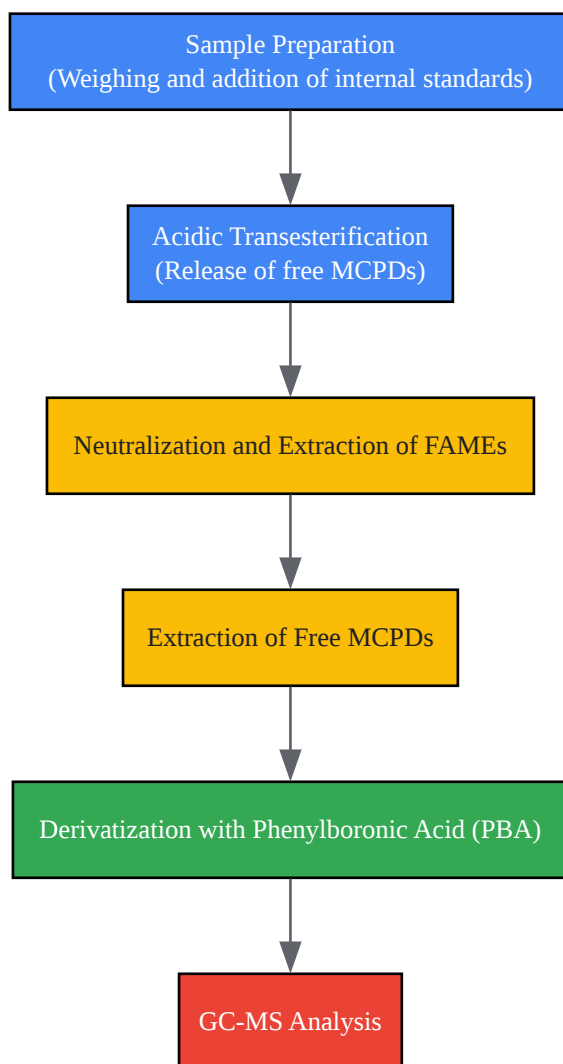 Sample Preparation
(Weighing and addition of internal standards)
Acidic Transesterification
(Release of free MCPDs)
Neutralization and Extraction of FAMEs
Extraction of Free MCPDs
Derivatization with Phenylboronic Acid (PBA)
GC-MS Analysis